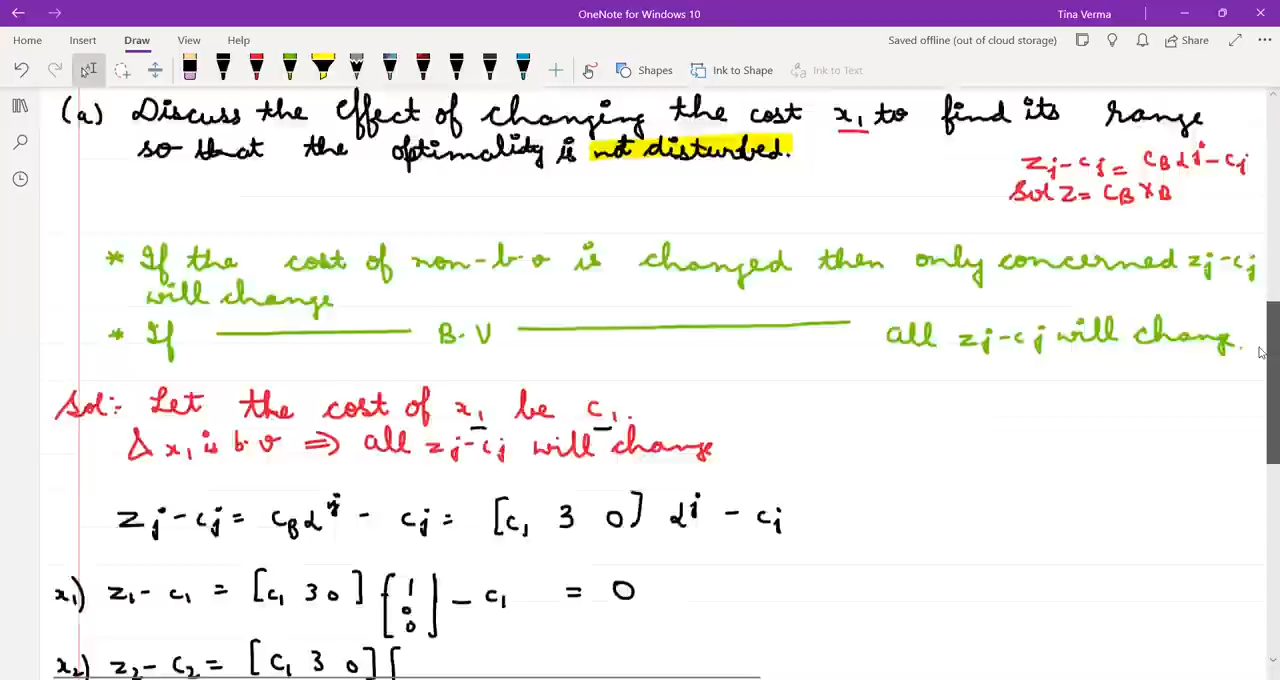 OneNote for Windows 10
Tina Verma
Home Insert Draw View Help
Saved offline (out of cloud storage)
Share
Shapes
Ink to Shape
Ink to Text
(a) Discuss the effect of changing the cost x₁ to find its range
so that the optimality is not disturbed.
zj-cj = CB αʲ - cj
Sol Z = CB XB
* If the cost of non-b.v is changed then only concerned zj-cj
will change
* If ——— B.V ——— all zj-cj will change.
Sol:- Let the cost of x₁ be c₁.
Δ x₁ is b.v ⇒ all zj-cj will change
zj-cj = CB αʲ - cj = [c₁ 3 0] αʲ - cj
x₁) z₁ - c₁ = [c₁ 3 0] [1 0 0] - c₁ = 0
x₂) z₂ - c₂ = [c₁ 3 0] [